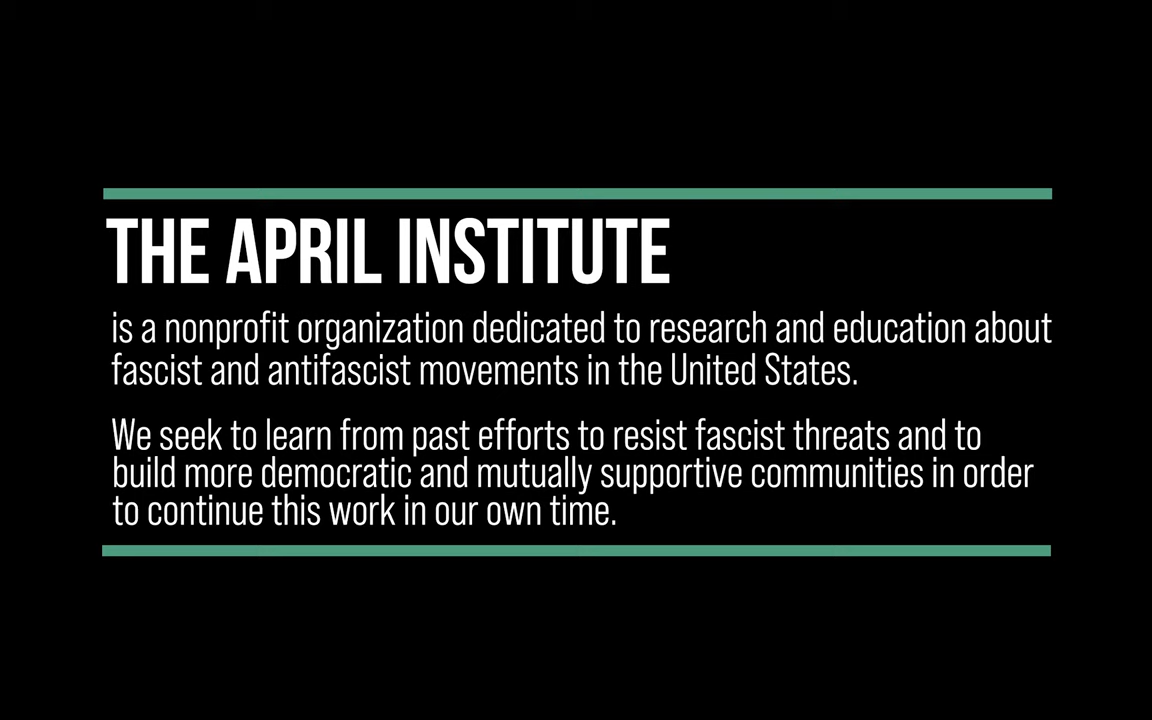 THE APRIL INSTITUTE
is a nonprofit organization dedicated to research and education about
fascist and antifascist movements in the United States.
We seek to learn from past efforts to resist fascist threats and to
build more democratic and mutually supportive communities in order
to continue this work in our own time.